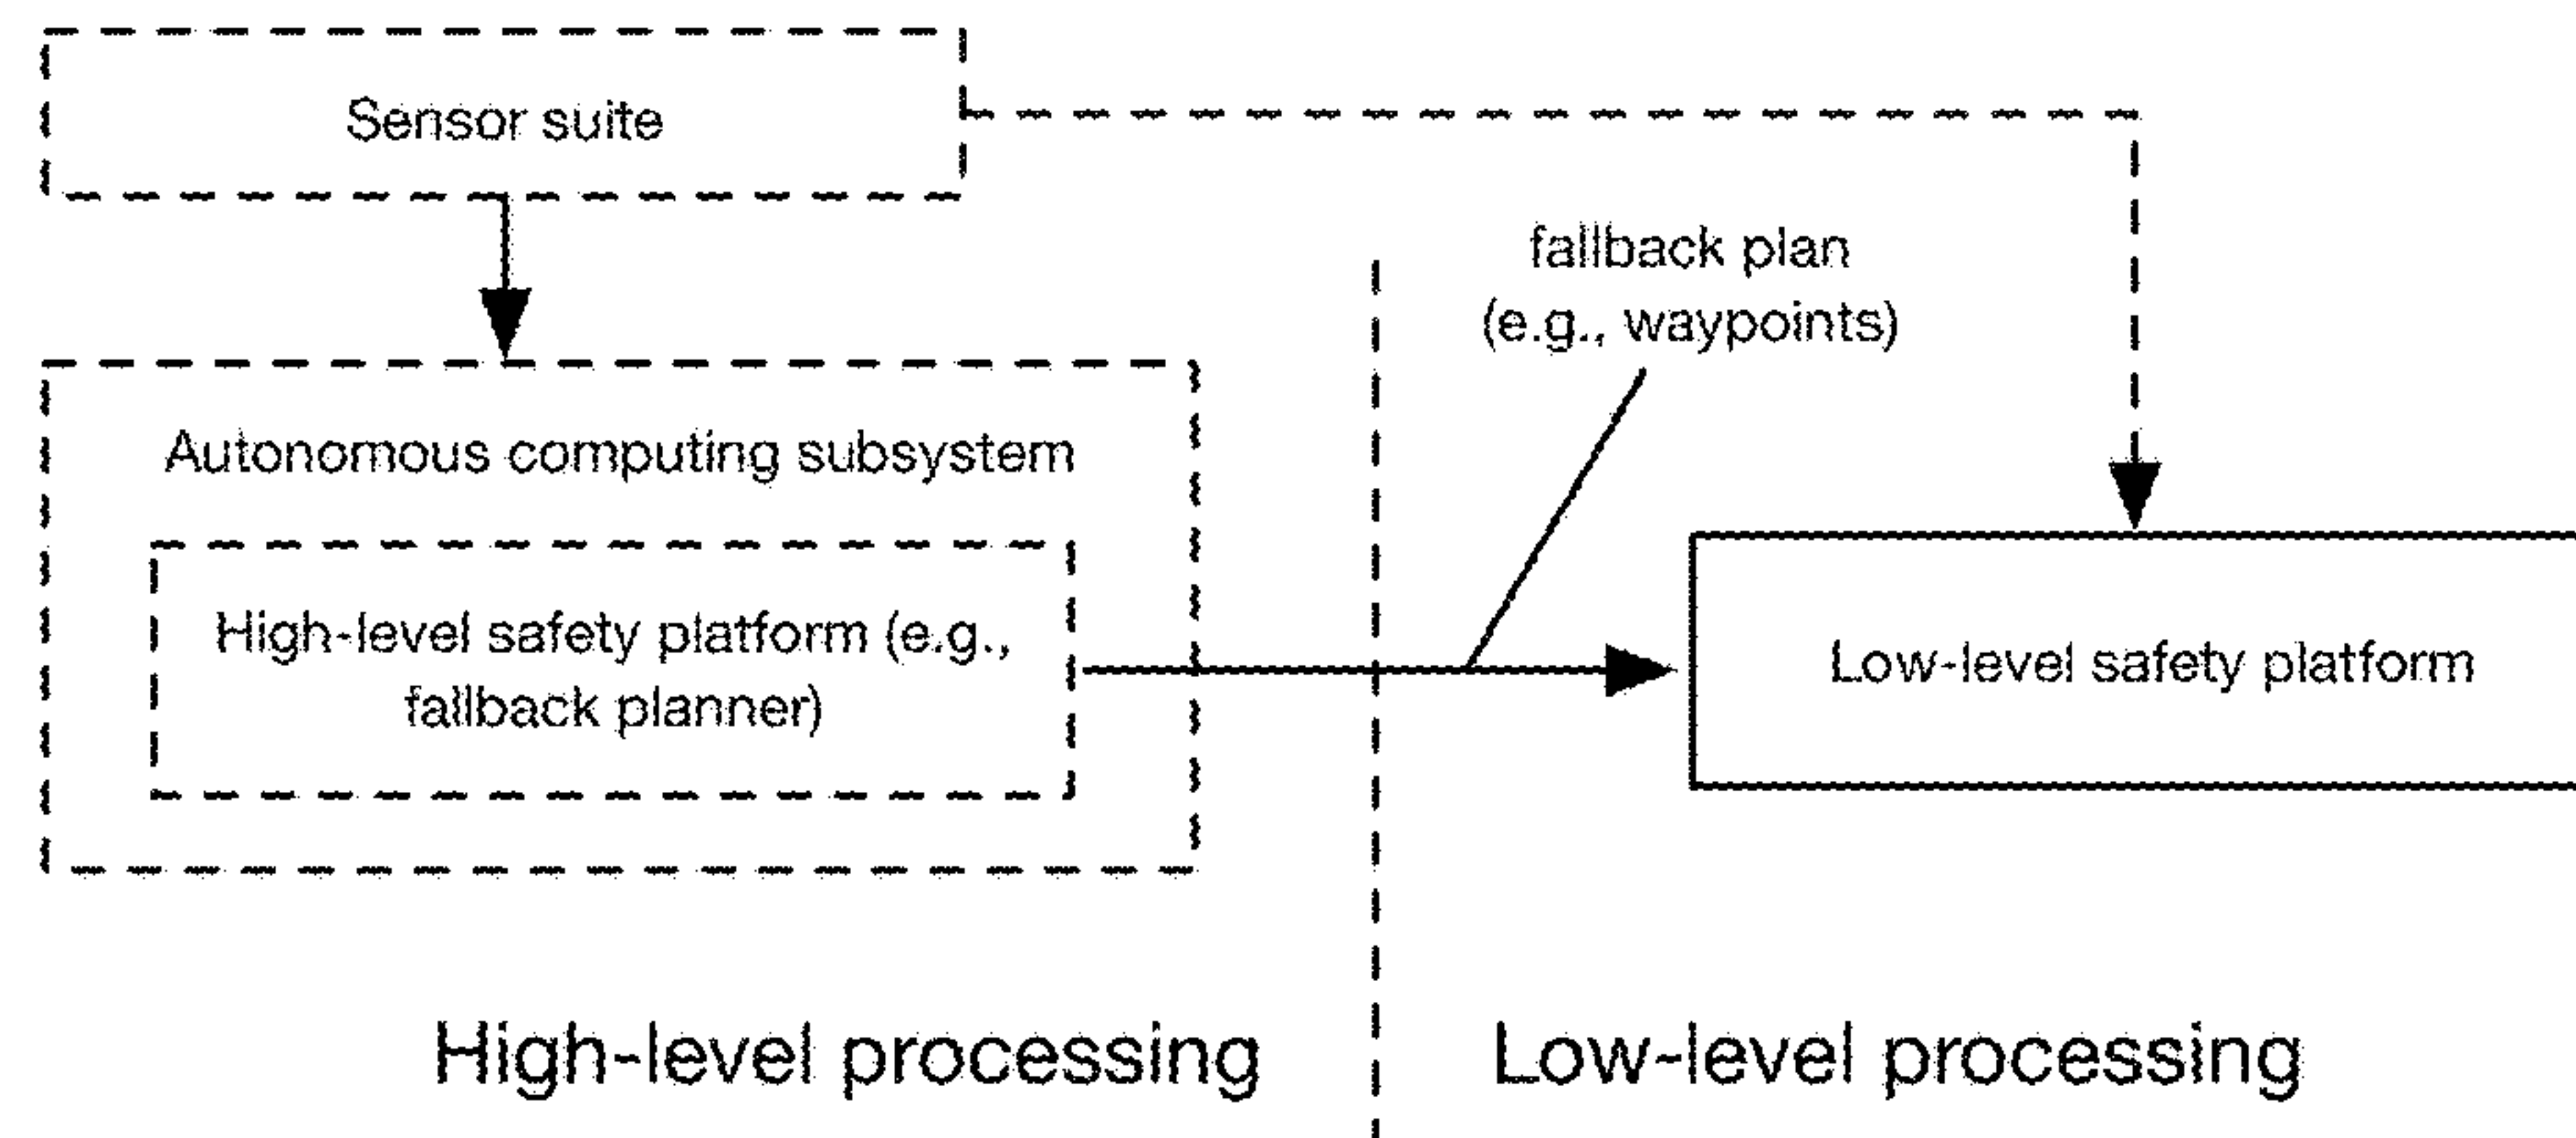 Sensor suite
fallback plan
(e.g., waypoints)
Autonomous computing subsystem
High-level safety platform (e.g.,
fallback planner)
Low-level safety platform
High-level processing
Low-level processing